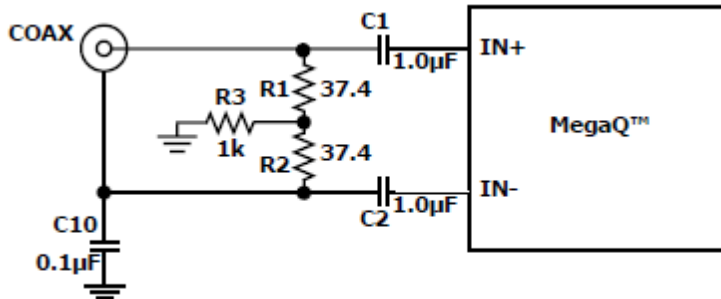 COAX
C1
1.0µF
IN+
R1
37.4
R3
1k
MegaQ™
R2
37.4
IN-
C2
1.0µF
C10
0.1µF